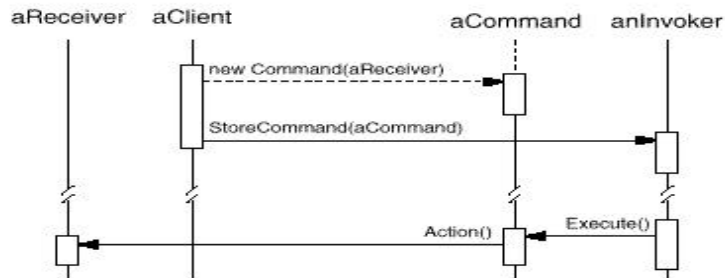 aReceiver aClient aCommand anInvoker
new Command(aReceiver)
StoreCommand(aCommand)
Action() Execute()